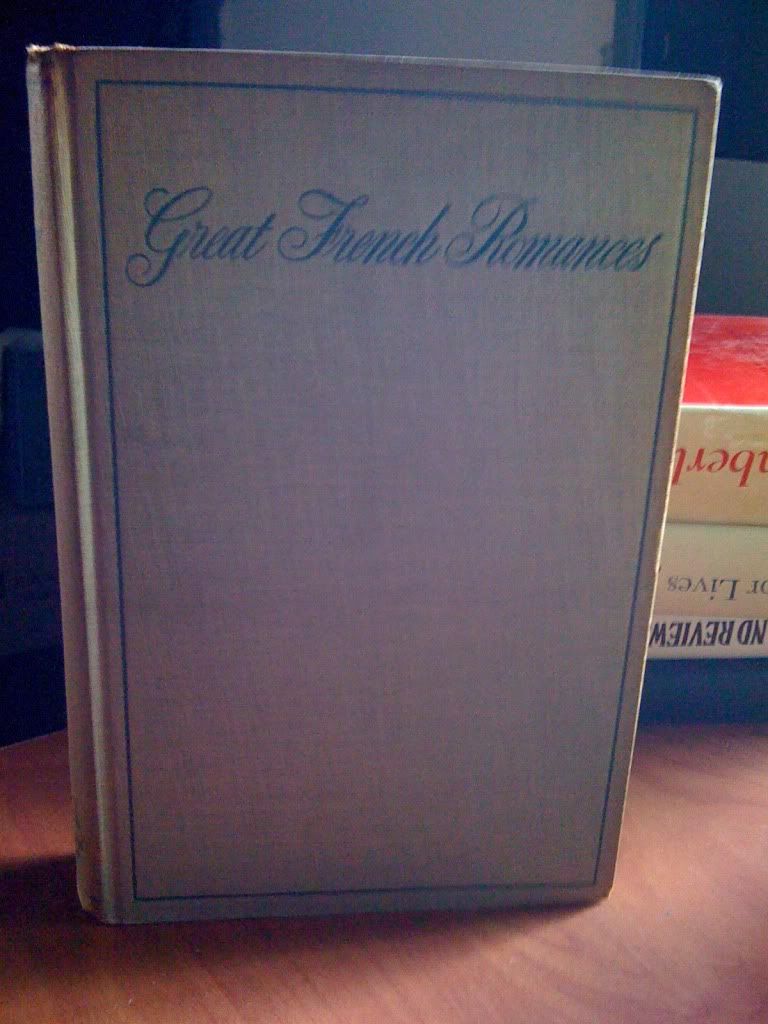 Great French Romances
Lives
ND REVIEW